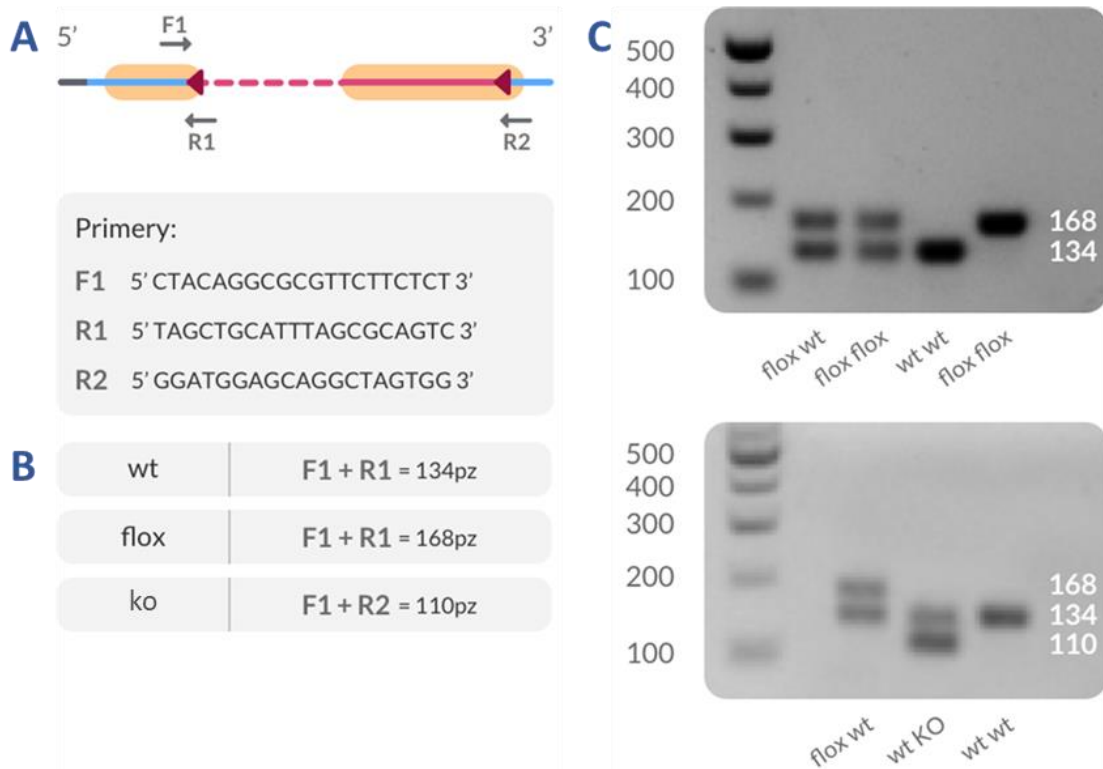 A
5’
F1
3’
R1
R2
Primery:
F1 5’ CTACAGGCGCGTTCTTCTCT 3’
R1 5’ TAGCTGCATTTAGCGCAGTC 3’
R2 5’ GGATGGAGCAGGCTAGTGG 3’
B
wt F1 + R1 = 134pz
flox F1 + R1 = 168pz
ko F1 + R2 = 110pz
C
500
400
300
200
100
168
134
flox wt
flox flox
wt wt
flox flox
500
400
300
200
100
168
134
110
flox wt
wt KO
wt wt